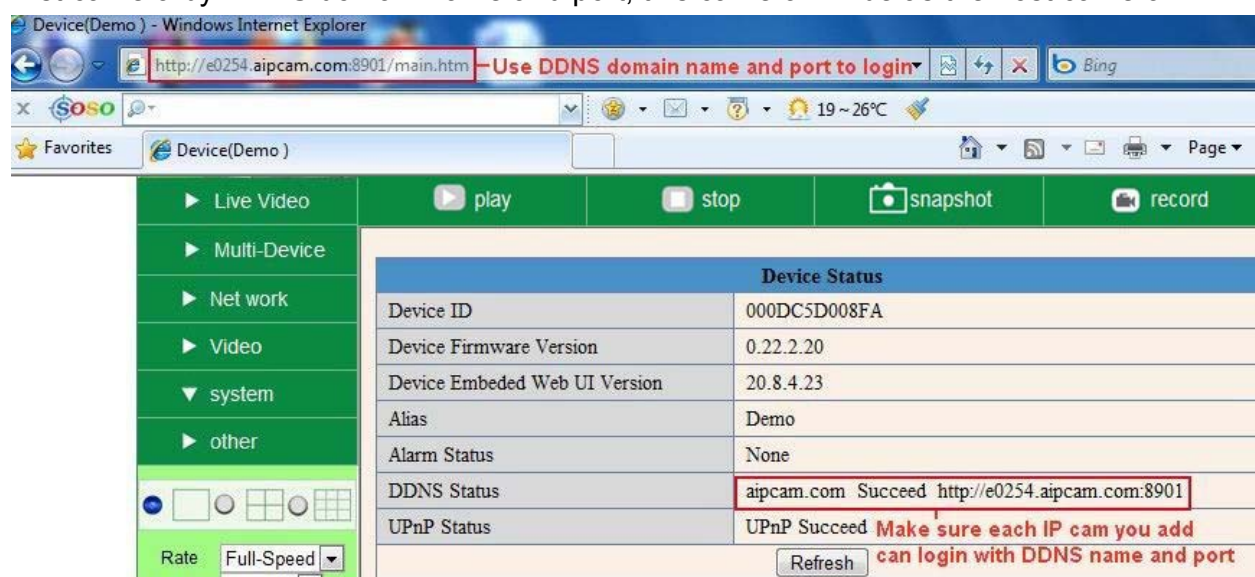 Device(Demo ) - Windows Internet Explorer
http://e0254.aipcam.com:8901/main.htm Use DDNS domain name and port to login Bing
x SOSO 19 ~ 26℃
Favorites Device(Demo ) Page
Live Video play stop snapshot record
Multi-Device
Net work
Video
system
other
Rate Full-Speed
Device Status
Device ID 000DC5D008FA
Device Firmware Version 0.22.2.20
Device Embeded Web UI Version 20.8.4.23
Alias Demo
Alarm Status None
DDNS Status aipcam.com Succeed http://e0254.aipcam.com:8901
UPnP Status UPnP Succeed
Make sure each IP cam you add
can login with DDNS name and port
Refresh